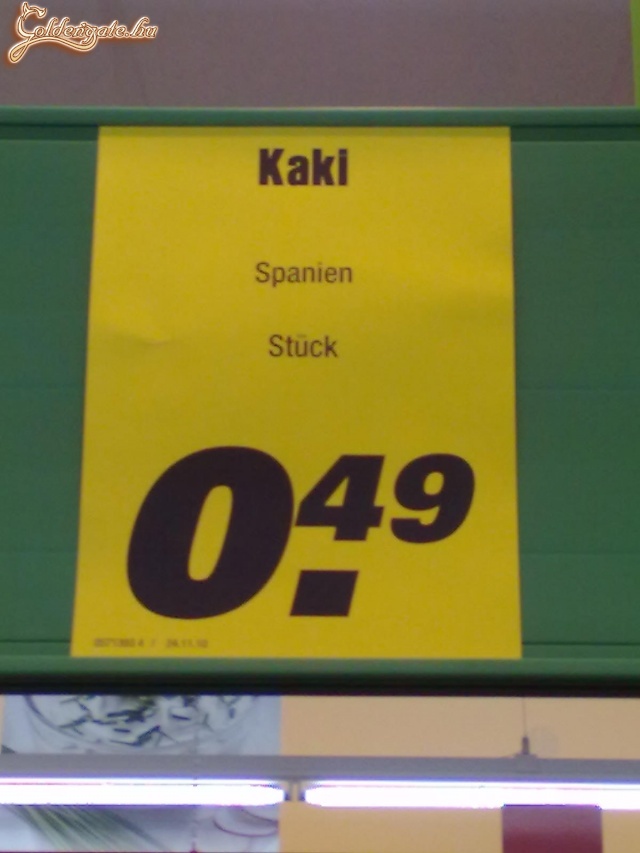 Goldengate.hu
Kaki
Spanien
Stück
0.49